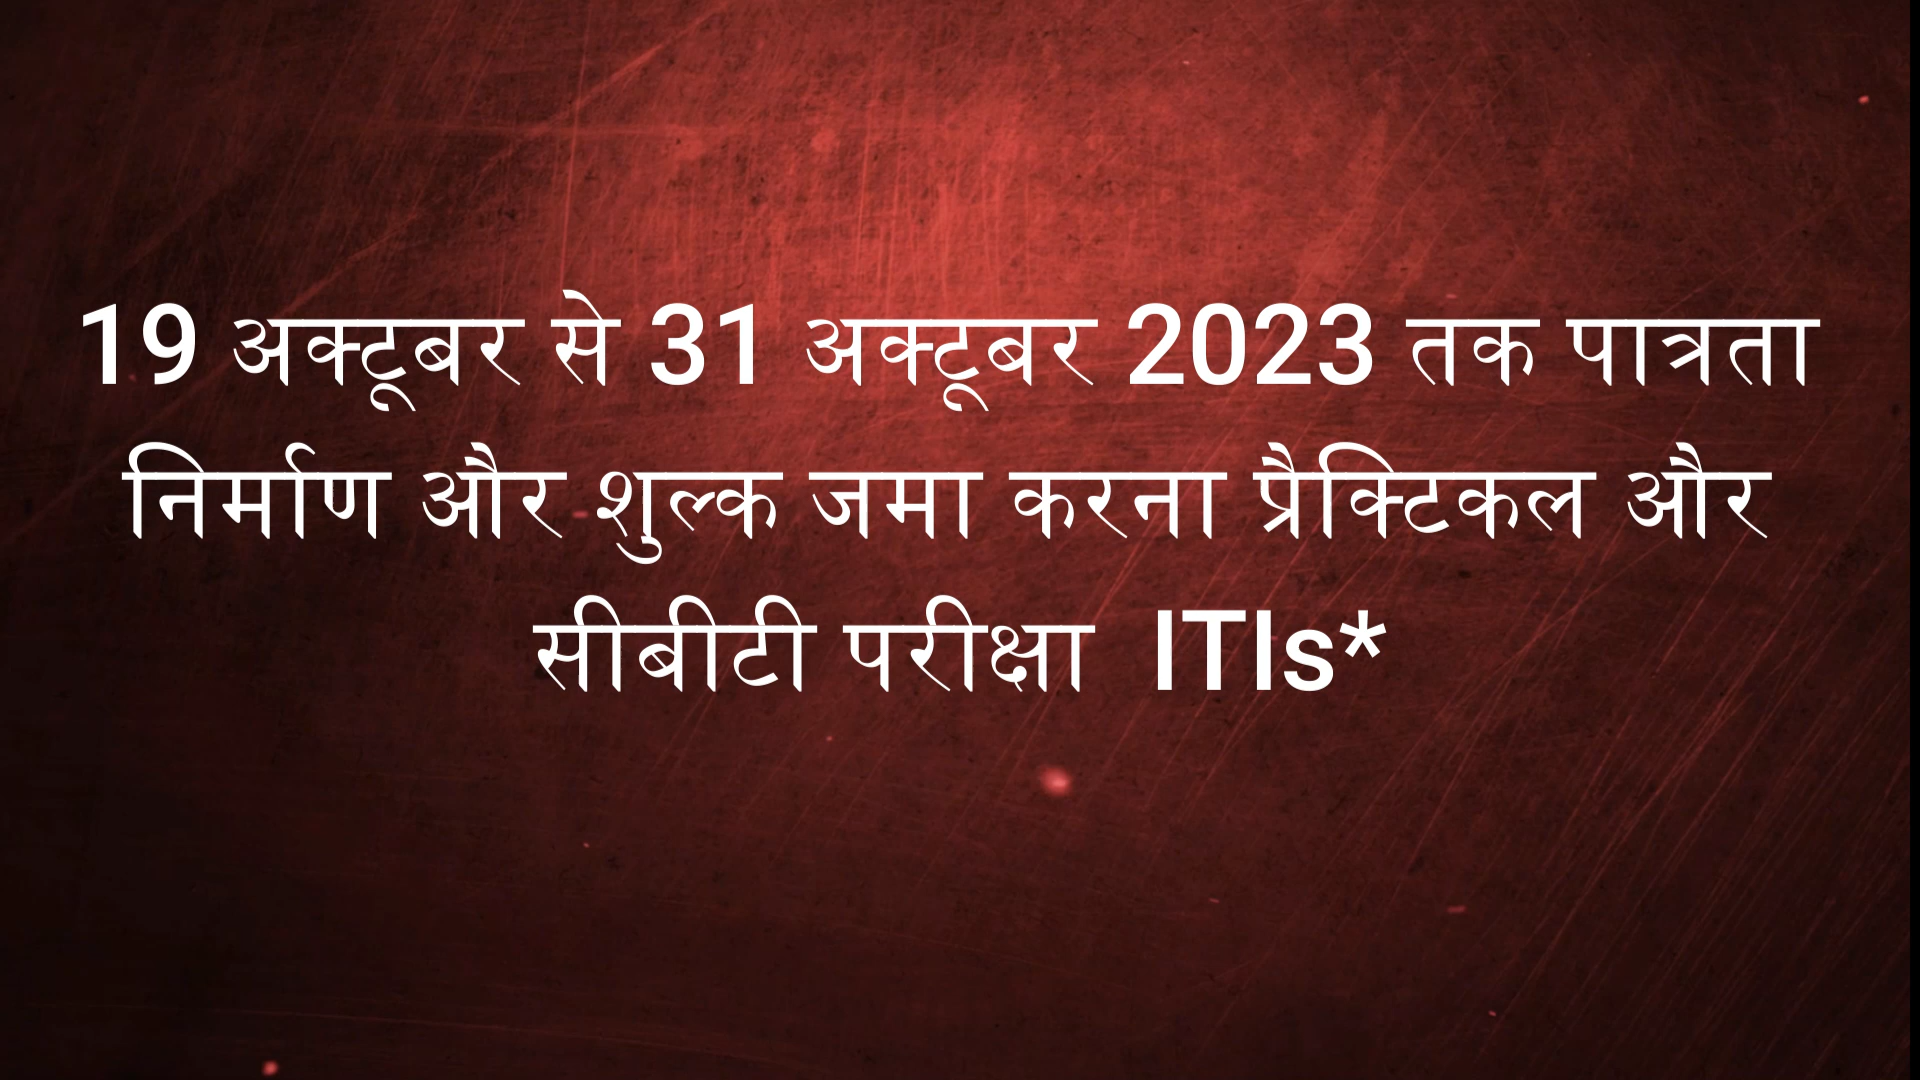 19 अक्टूबर से 31 अक्टूबर 2023 तक पात्रता
निर्माण और शुल्क जमा करना प्रैक्टिकल और
सीबीटी परीक्षा ITIs*